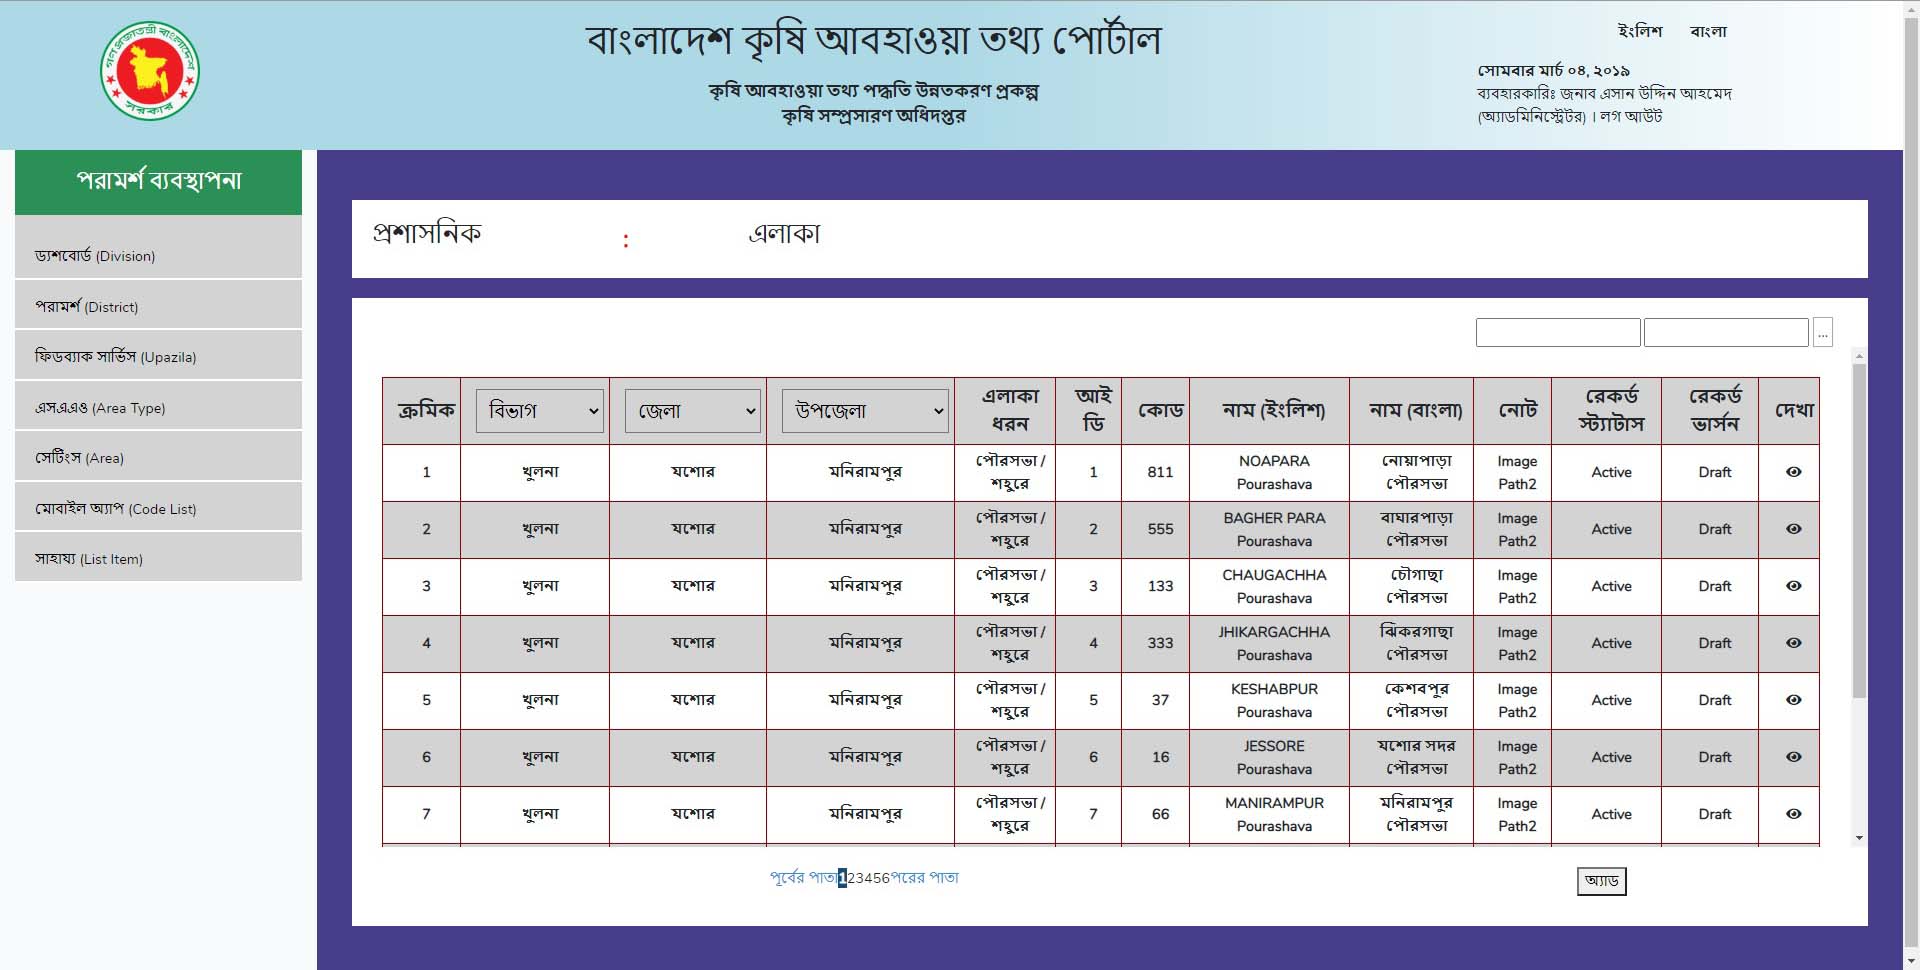 গণপ্রজাতন্ত্রী বাংলাদেশ
সরকার
বাংলাদেশ কৃষি আবহাওয়া তথ্য পোর্টাল
কৃষি আবহাওয়া তথ্য পদ্ধতি উন্নতকরণ প্রকল্প
কৃষি সম্প্রসারণ অধিদপ্তর
ইংলিশ বাংলা
সোমবার মার্চ ০৪, ২০১৯
ব্যবহারকারিঃ জনাব এসান উদ্দিন আহমেদ
(অ্যাডমিনিস্ট্রেটর) । লগ আউট
পরামর্শ ব্যবস্থাপনা
ড্যশবোর্ড (Division)
পরামর্শ (District)
ফিডব্যাক সার্ভিস (Upazila)
এসএএও (Area Type)
সেটিংস (Area)
মোবাইল অ্যাপ (Code List)
সাহায্য (List Item)
প্রশাসনিক : এলাকা
...
ক্রমিক বিভাগ জেলা উপজেলা এলাকা ধরন আই ডি কোড নাম (ইংলিশ) নাম (বাংলা) নোট রেকর্ড স্ট্যাটাস রেকর্ড ভার্সন দেখা
1 খুলনা যশোর মনিরামপুর পৌরসভা / শহুরে 1 811 NOAPARA Pourashava নোয়াপাড়া পৌরসভা Image Path2 Active Draft
2 খুলনা যশোর মনিরামপুর পৌরসভা / শহুরে 2 555 BAGHER PARA Pourashava বাঘারপাড়া পৌরসভা Image Path2 Active Draft
3 খুলনা যশোর মনিরামপুর পৌরসভা / শহুরে 3 133 CHAUGACHHA Pourashava চৌগাছা পৌরসভা Image Path2 Active Draft
4 খুলনা যশোর মনিরামপুর পৌরসভা / শহুরে 4 333 JHIKARGACHHA Pourashava ঝিকরগাছা পৌরসভা Image Path2 Active Draft
5 খুলনা যশোর মনিরামপুর পৌরসভা / শহুরে 5 37 KESHABPUR Pourashava কেশবপুর পৌরসভা Image Path2 Active Draft
6 খুলনা যশোর মনিরামপুর পৌরসভা / শহুরে 6 16 JESSORE Pourashava যশোর সদর পৌরসভা Image Path2 Active Draft
7 খুলনা যশোর মনিরামপুর পৌরসভা / শহুরে 7 66 MANIRAMPUR Pourashava মনিরামপুর পৌরসভা Image Path2 Active Draft
পূর্বের পাতা123456পরের পাতা
অ্যাড